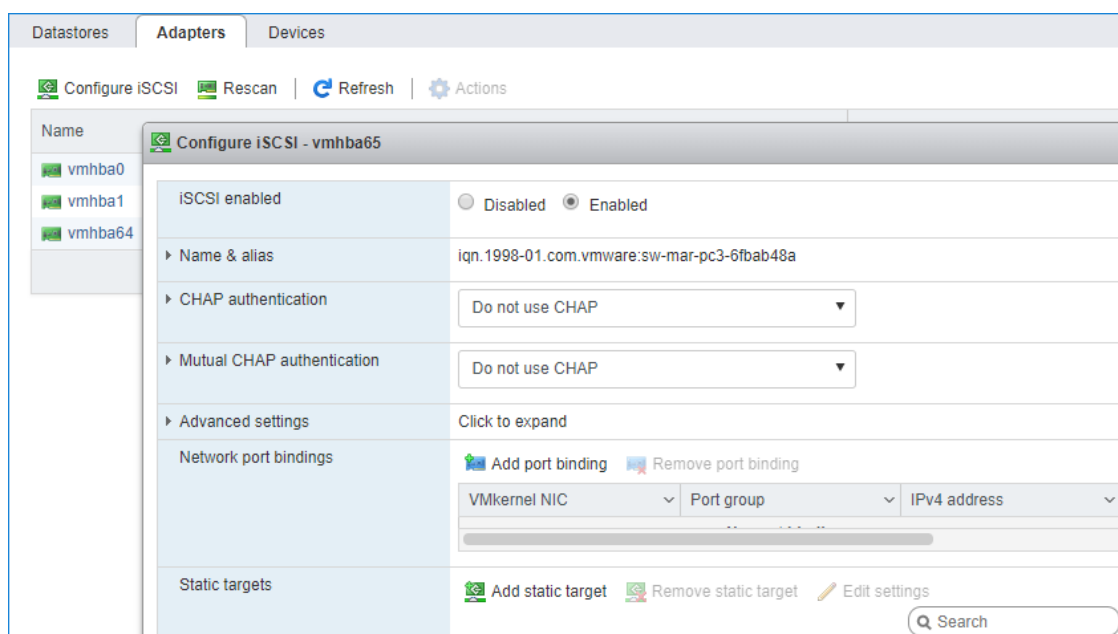 Datastores Adapters Devices
Configure iSCSI Rescan Refresh Actions
Name
Configure iSCSI - vmhba65
vmhba0
vmhba1
vmhba64
iSCSI enabled Disabled Enabled
Name & alias iqn.1998-01.com.vmware:sw-mar-pc3-6fbab48a
CHAP authentication Do not use CHAP
Mutual CHAP authentication Do not use CHAP
Advanced settings Click to expand
Network port bindings Add port binding Remove port binding
VMkernel NIC Port group IPv4 address
Static targets Add static target Remove static target Edit settings
Search